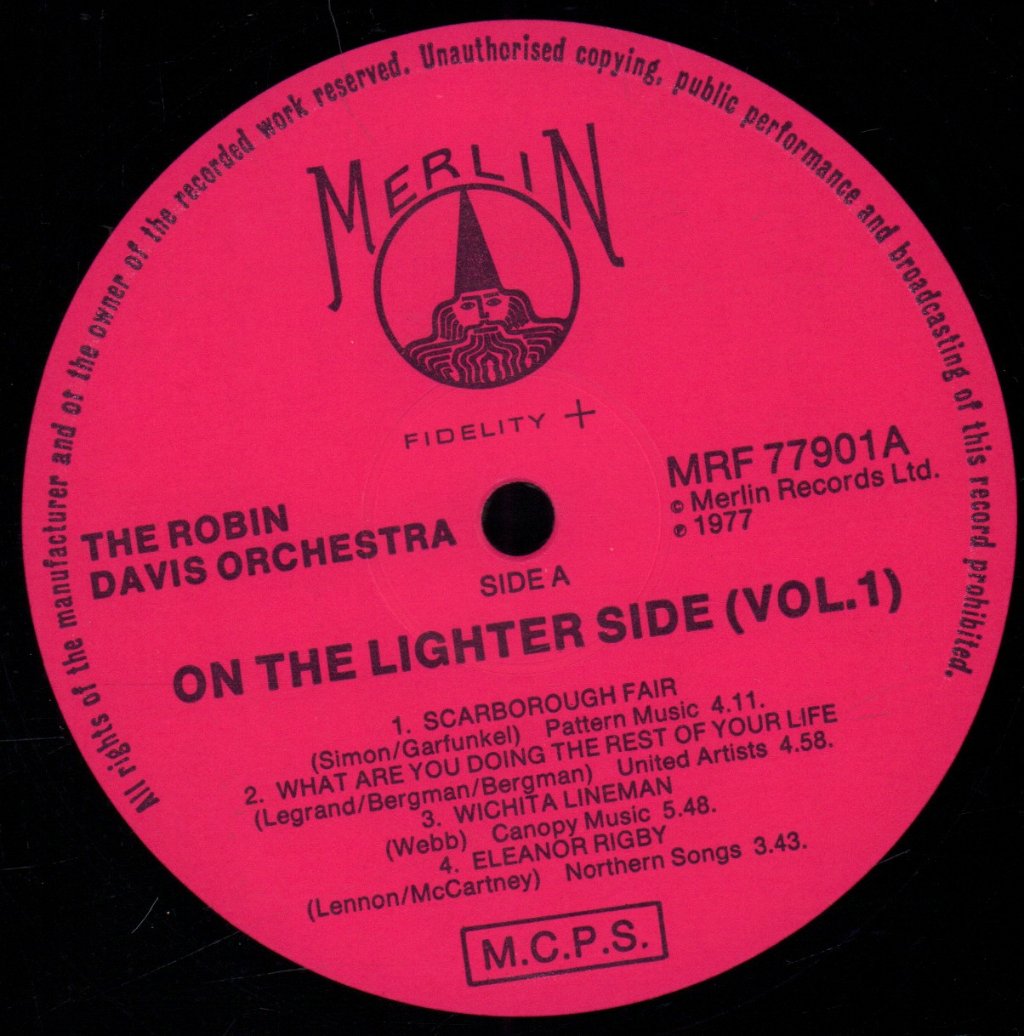 All rights of the manufacturer and of the owner of the recorded work reserved. Unauthorised copying, public performance and broadcasting of this record prohibited.
MERLIN
FIDELITY +
MRF 77901A
© Merlin Records Ltd.
℗ 1977
THE ROBIN
DAVIS ORCHESTRA
SIDE A
ON THE LIGHTER SIDE (VOL.1)
1. SCARBOROUGH FAIR
(Simon/Garfunkel) Pattern Music 4.11.
2. WHAT ARE YOU DOING THE REST OF YOUR LIFE
(Legrand/Bergman/Bergman) United Artists 4.58.
3. WICHITA LINEMAN
(Webb) Canopy Music 5.48.
4. ELEANOR RIGBY
(Lennon/McCartney) Northern Songs 3.43.
M.C.P.S.